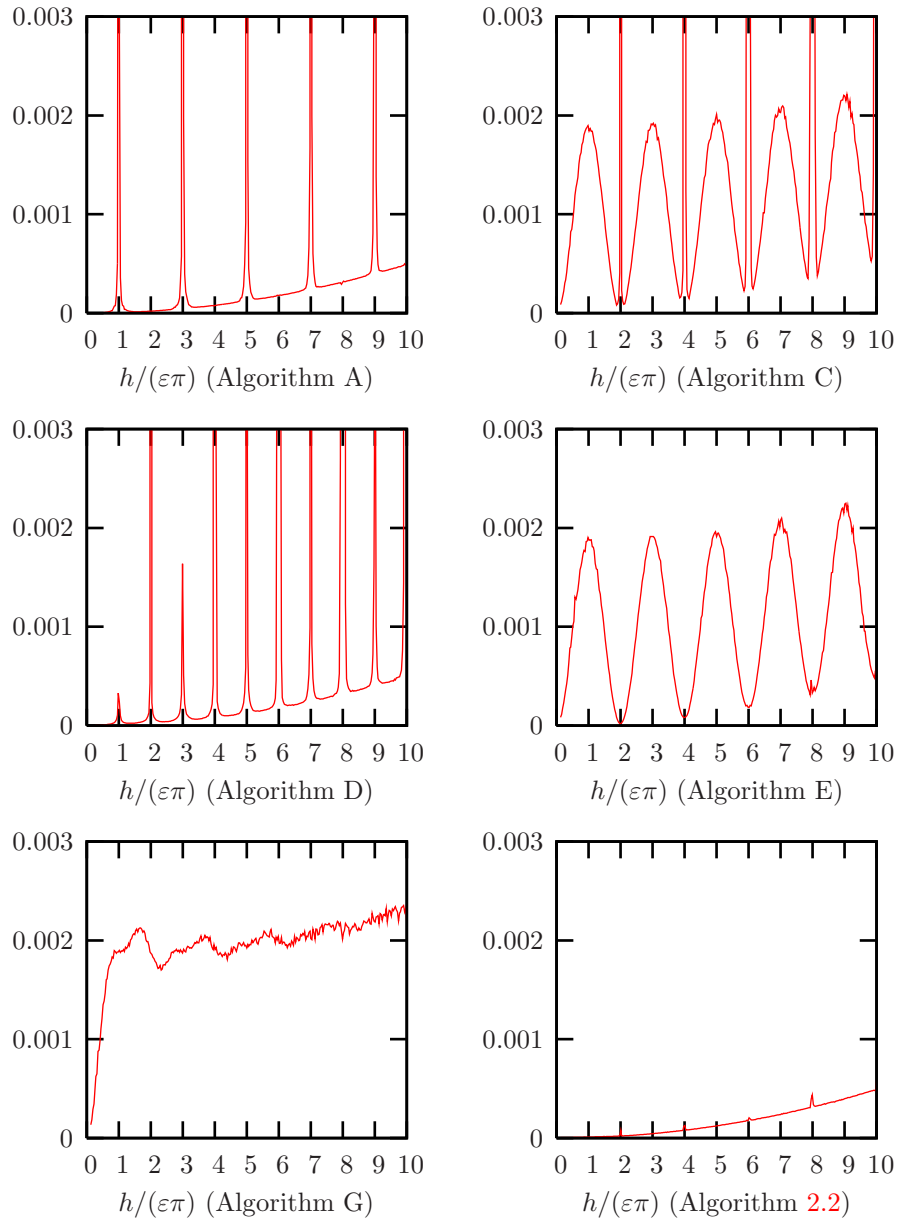 0.003
0.002
0.001
0
0 1 2 3 4 5 6 7 8 9 10
h/(επ) (Algorithm A)
0.003
0.002
0.001
0
0 1 2 3 4 5 6 7 8 9 10
h/(επ) (Algorithm C)
0.003
0.002
0.001
0
0 1 2 3 4 5 6 7 8 9 10
h/(επ) (Algorithm D)
0.003
0.002
0.001
0
0 1 2 3 4 5 6 7 8 9 10
h/(επ) (Algorithm E)
0.003
0.002
0.001
0
0 1 2 3 4 5 6 7 8 9 10
h/(επ) (Algorithm G)
0.003
0.002
0.001
0
0 1 2 3 4 5 6 7 8 9 10
h/(επ) (Algorithm 2.2)